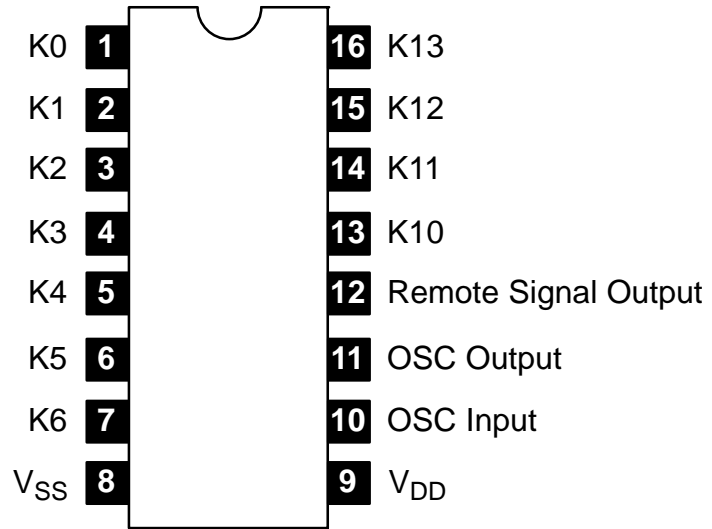 K0 1 16 K13
K1 2 15 K12
K2 3 14 K11
K3 4 13 K10
K4 5 12 Remote Signal Output
K5 6 11 OSC Output
K6 7 10 OSC Input
VSS 8 9 VDD